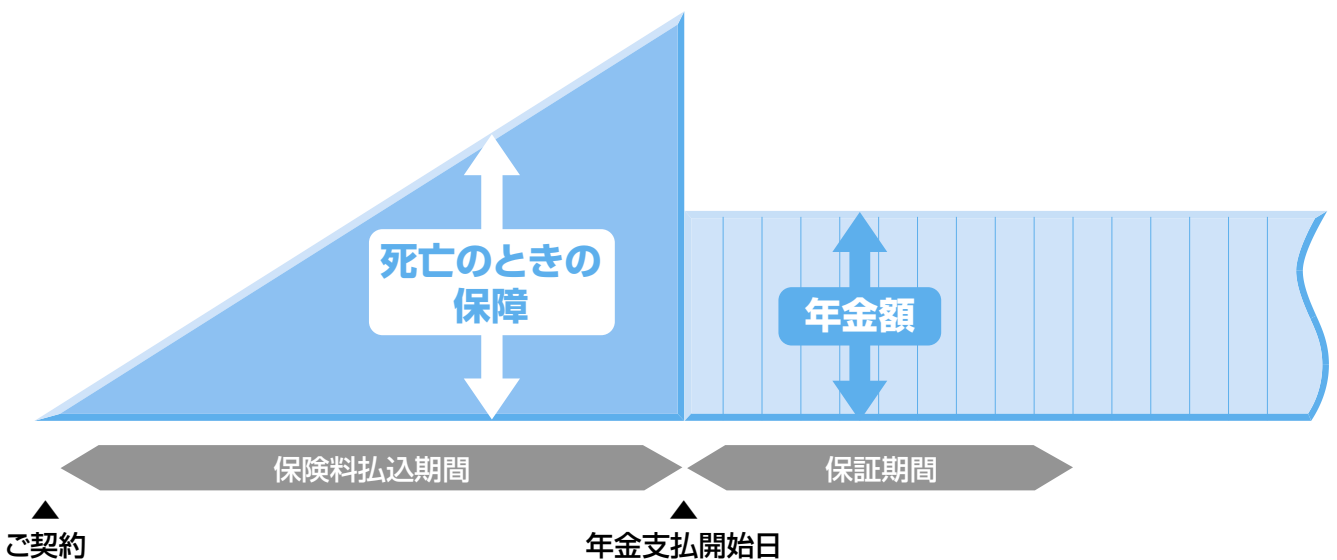 死亡のときの
保障
年金額
保険料払込期間
保証期間
ご契約
年金支払開始日